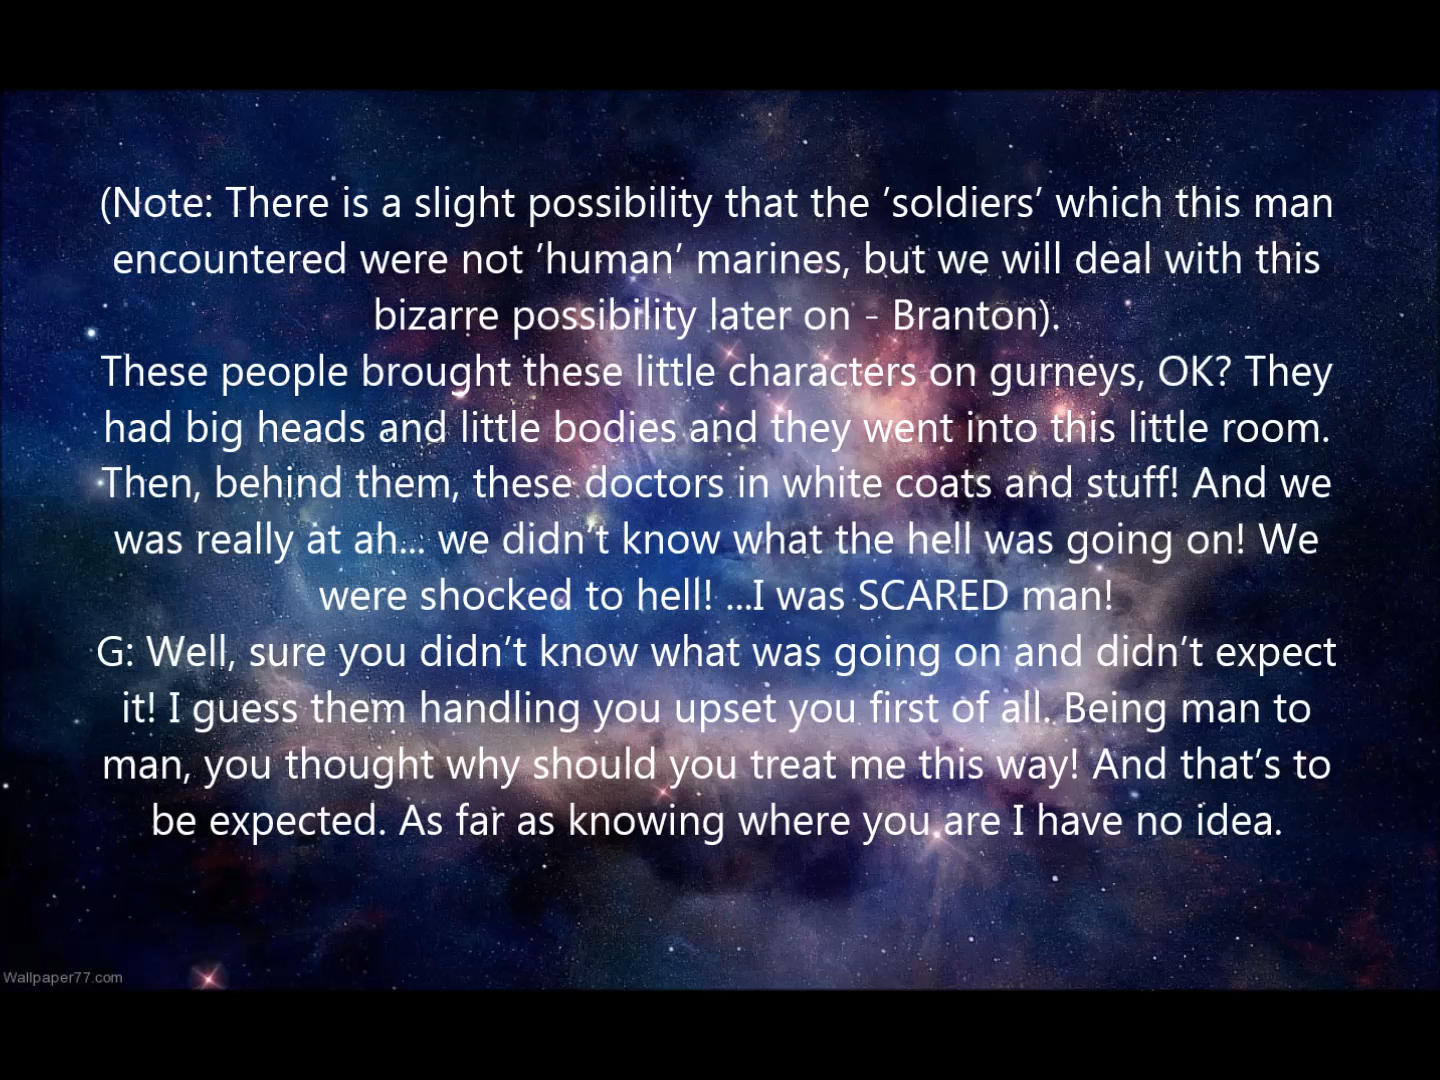 (Note: There is a slight possibility that the ’soldiers’ which this man
encountered were not ’human’ marines, but we will deal with this
bizarre possibility later on - Branton).
These people brought these little characters on gurneys, OK? They
had big heads and little bodies and they went into this little room.
Then, behind them, these doctors in white coats and stuff! And we
was really at ah... we didn’t know what the hell was going on! We
were shocked to hell! ...I was SCARED man!
G: Well, sure you didn’t know what was going on and didn’t expect
it! I guess them handling you upset you first of all. Being man to
man, you thought why should you treat me this way! And that’s to
be expected. As far as knowing where you are I have no idea.
Wallpaper77.com